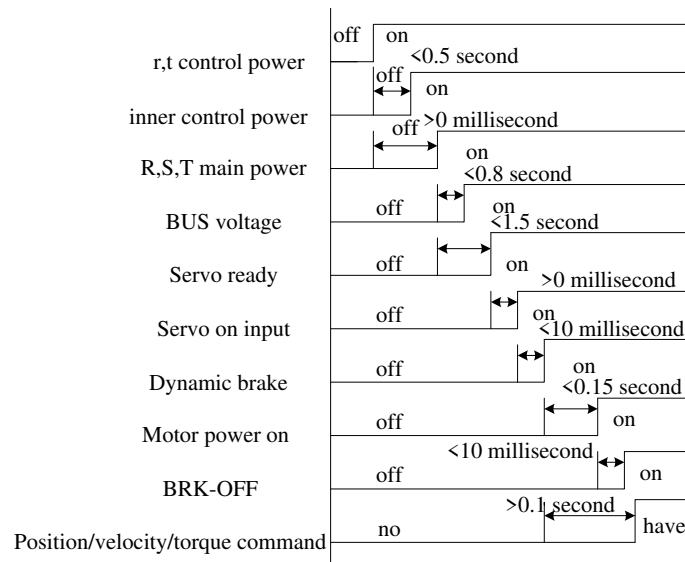 off on
<0.5 second
r,t control power
off
on
inner control power
>0 millisecond
off
on
R,S,T main power
<0.8 second
off
on
BUS voltage
<1.5 second
off
on
Servo ready
>0 millisecond
off
on
Servo on input
<10 millisecond
off
on
Dynamic brake
<0.15 second
off
on
Motor power on
<10 millisecond
off
on
BRK-OFF
>0.1 second
no
have
Position/velocity/torque command